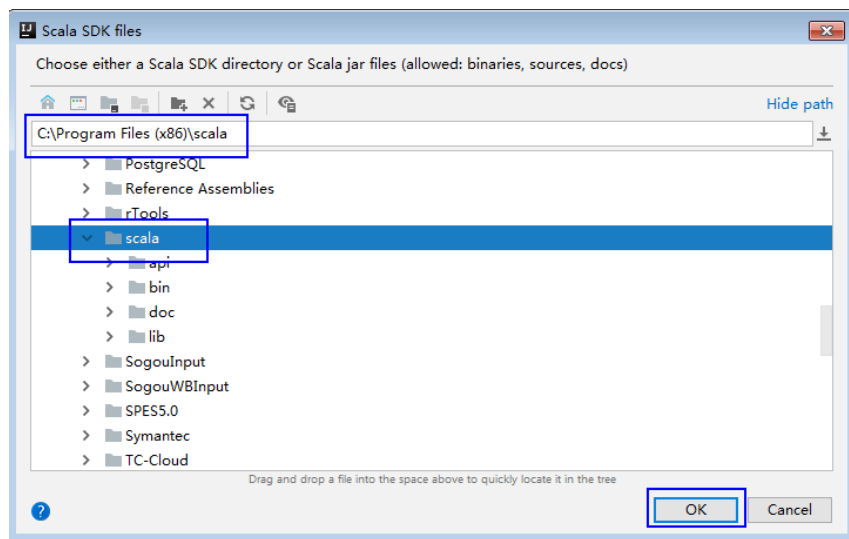 Scala SDK files
Choose either a Scala SDK directory or Scala jar files (allowed: binaries, sources, docs)
Hide path
C:\Program Files (x86)\scala
PostgreSQL
Reference Assemblies
rTools
scala
api
bin
doc
lib
SogouInput
SogouWBInput
SPES5.0
Symantec
TC-Cloud
Drag and drop a file into the space above to quickly locate it in the tree
OK Cancel